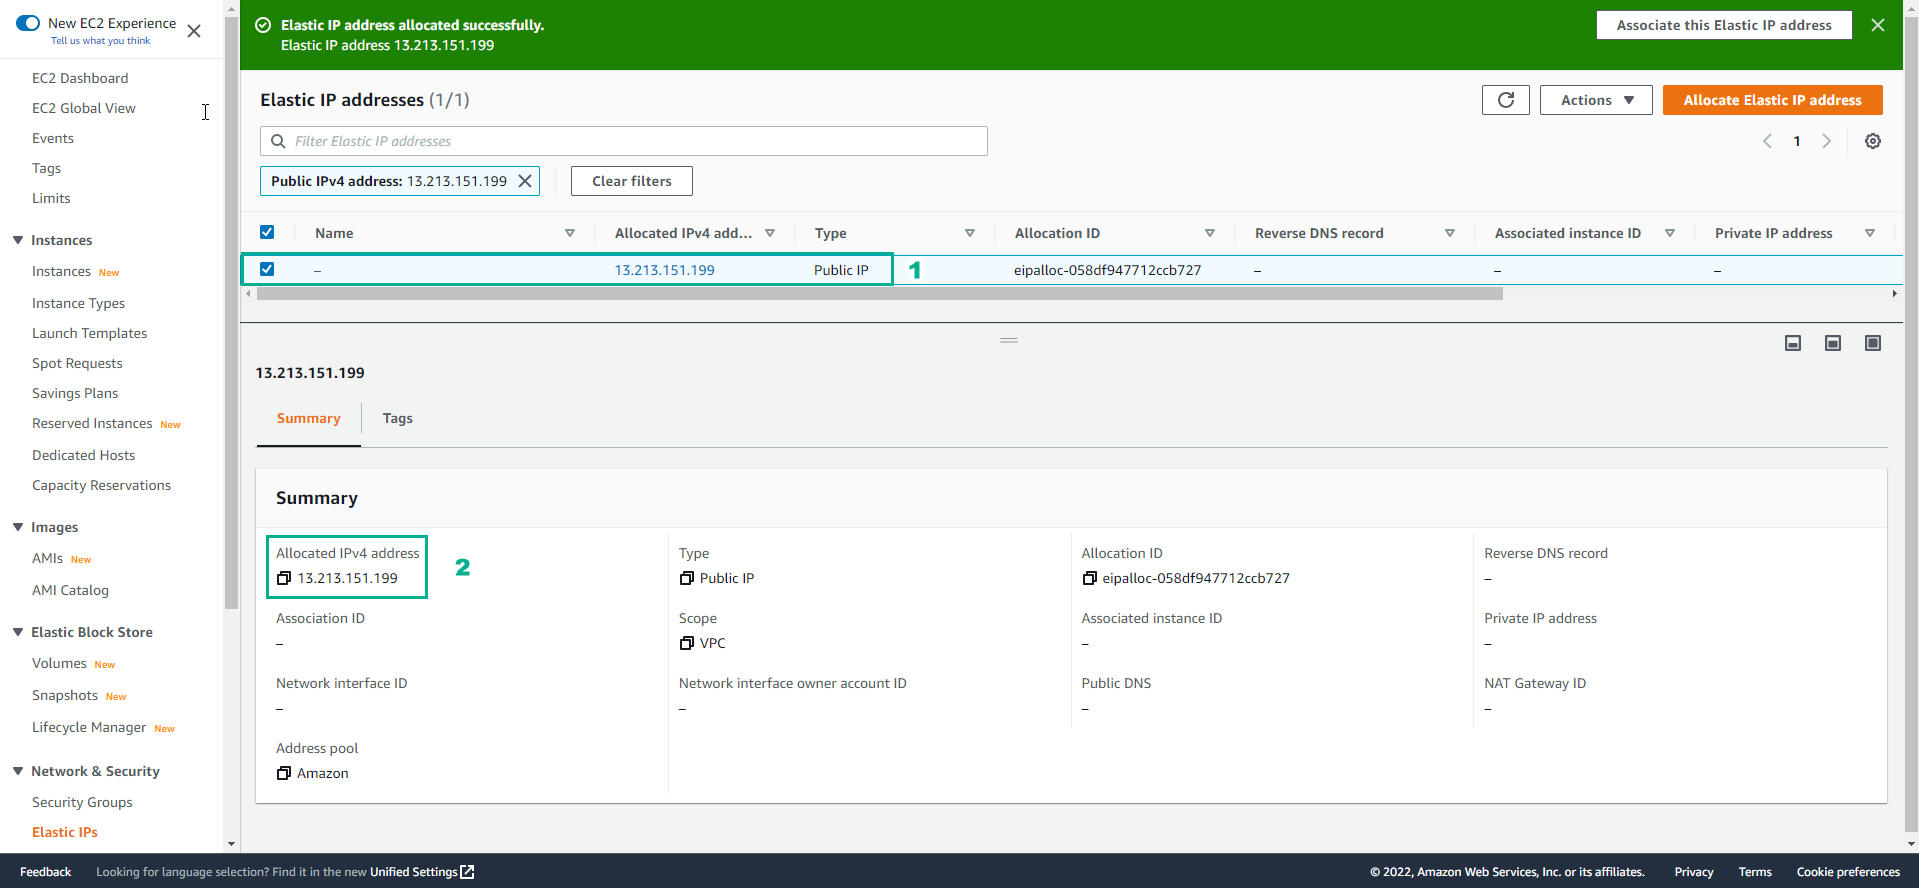 New EC2 Experience
Tell us what you think
EC2 Dashboard
EC2 Global View
Events
Tags
Limits
Instances
Instances New
Instance Types
Launch Templates
Spot Requests
Savings Plans
Reserved Instances New
Dedicated Hosts
Capacity Reservations
Images
AMIs New
AMI Catalog
Elastic Block Store
Volumes New
Snapshots New
Lifecycle Manager New
Network & Security
Security Groups
Elastic IPs
Elastic IP address allocated successfully.
Elastic IP address 13.213.151.199
Associate this Elastic IP address
Elastic IP addresses (1/1)
Actions
Allocate Elastic IP address
Filter Elastic IP addresses
1
Public IPv4 address: 13.213.151.199
Clear filters
Name Allocated IPv4 add... Type Allocation ID Reverse DNS record Associated instance ID Private IP address
– 13.213.151.199 Public IP 1 eipalloc-058df947712ccb727 – – –
13.213.151.199
Summary Tags
Summary
Allocated IPv4 address
13.213.151.199
2
Type
Public IP
Allocation ID
eipalloc-058df947712ccb727
Reverse DNS record
–
Association ID
–
Scope
VPC
Associated instance ID
–
Private IP address
–
Network interface ID
–
Network interface owner account ID
–
Public DNS
–
NAT Gateway ID
–
Address pool
Amazon
Feedback Looking for language selection? Find it in the new Unified Settings © 2022, Amazon Web Services, Inc. or its affiliates. Privacy Terms Cookie preferences